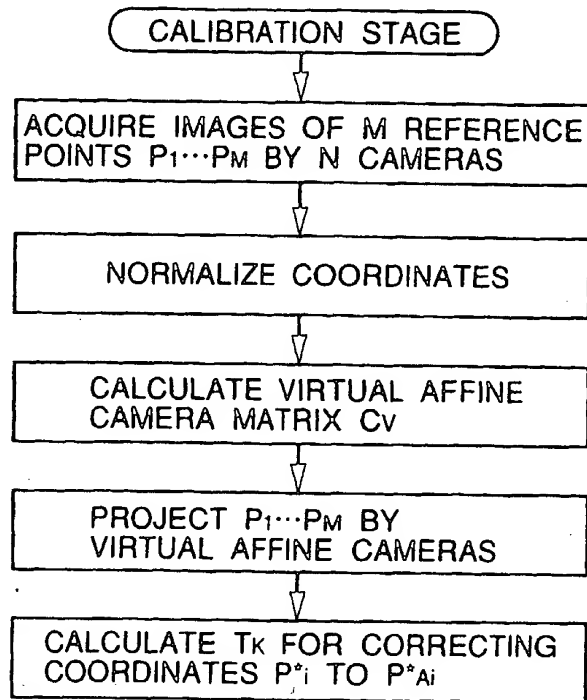 CALIBRATION STAGE
ACQUIRE IMAGES OF M REFERENCE
POINTS P1···PM BY N CAMERAS
NORMALIZE COORDINATES
CALCULATE VIRTUAL AFFINE
CAMERA MATRIX CV
PROJECT P1···PM BY
VIRTUAL AFFINE CAMERAS
CALCULATE TK FOR CORRECTING
COORDINATES P*i TO P*Ai